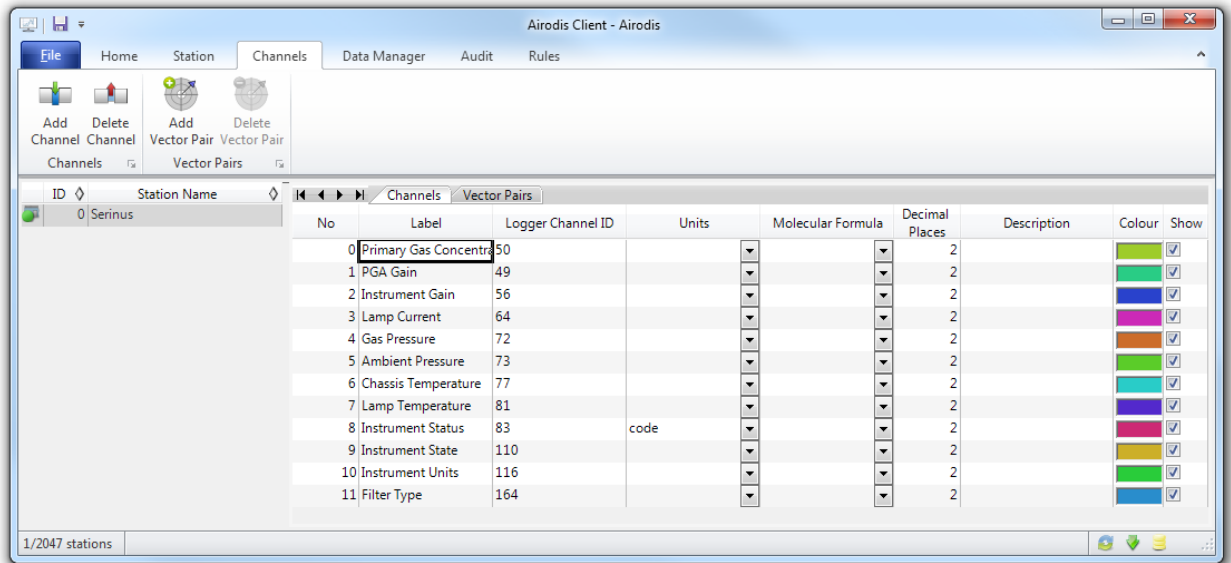 Airodis Client - Airodis
File Home Station Channels Data Manager Audit Rules
Add Channel Delete Channel Add Vector Pair Delete Vector Pair
Channels Vector Pairs
ID Station Name
0 Serinus
Channels Vector Pairs
No Label Logger Channel ID Units Molecular Formula Decimal Places Description Colour Show
0 Primary Gas Concentra 50 2
1 PGA Gain 49 2
2 Instrument Gain 56 2
3 Lamp Current 64 2
4 Gas Pressure 72 2
5 Ambient Pressure 73 2
6 Chassis Temperature 77 2
7 Lamp Temperature 81 2
8 Instrument Status 83 code 2
9 Instrument State 110 2
10 Instrument Units 116 2
11 Filter Type 164 2
1/2047 stations